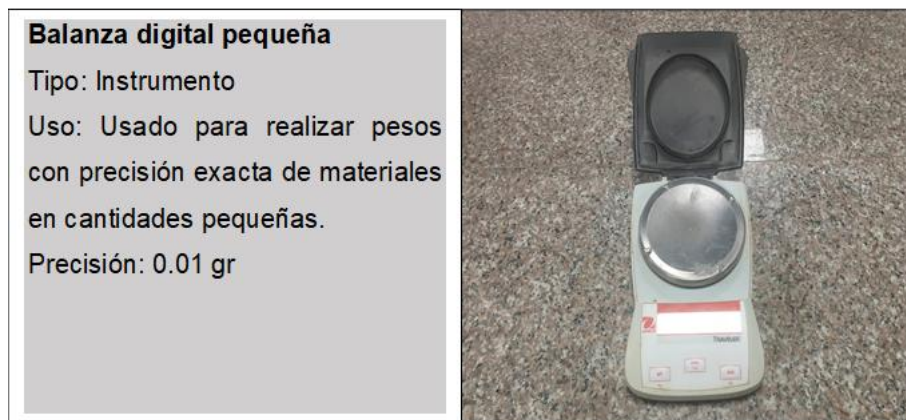 Balanza digital pequeña
Tipo: Instrumento
Uso: Usado para realizar pesos
con precisión exacta de materiales
en cantidades pequeñas.
Precisión: 0.01 gr